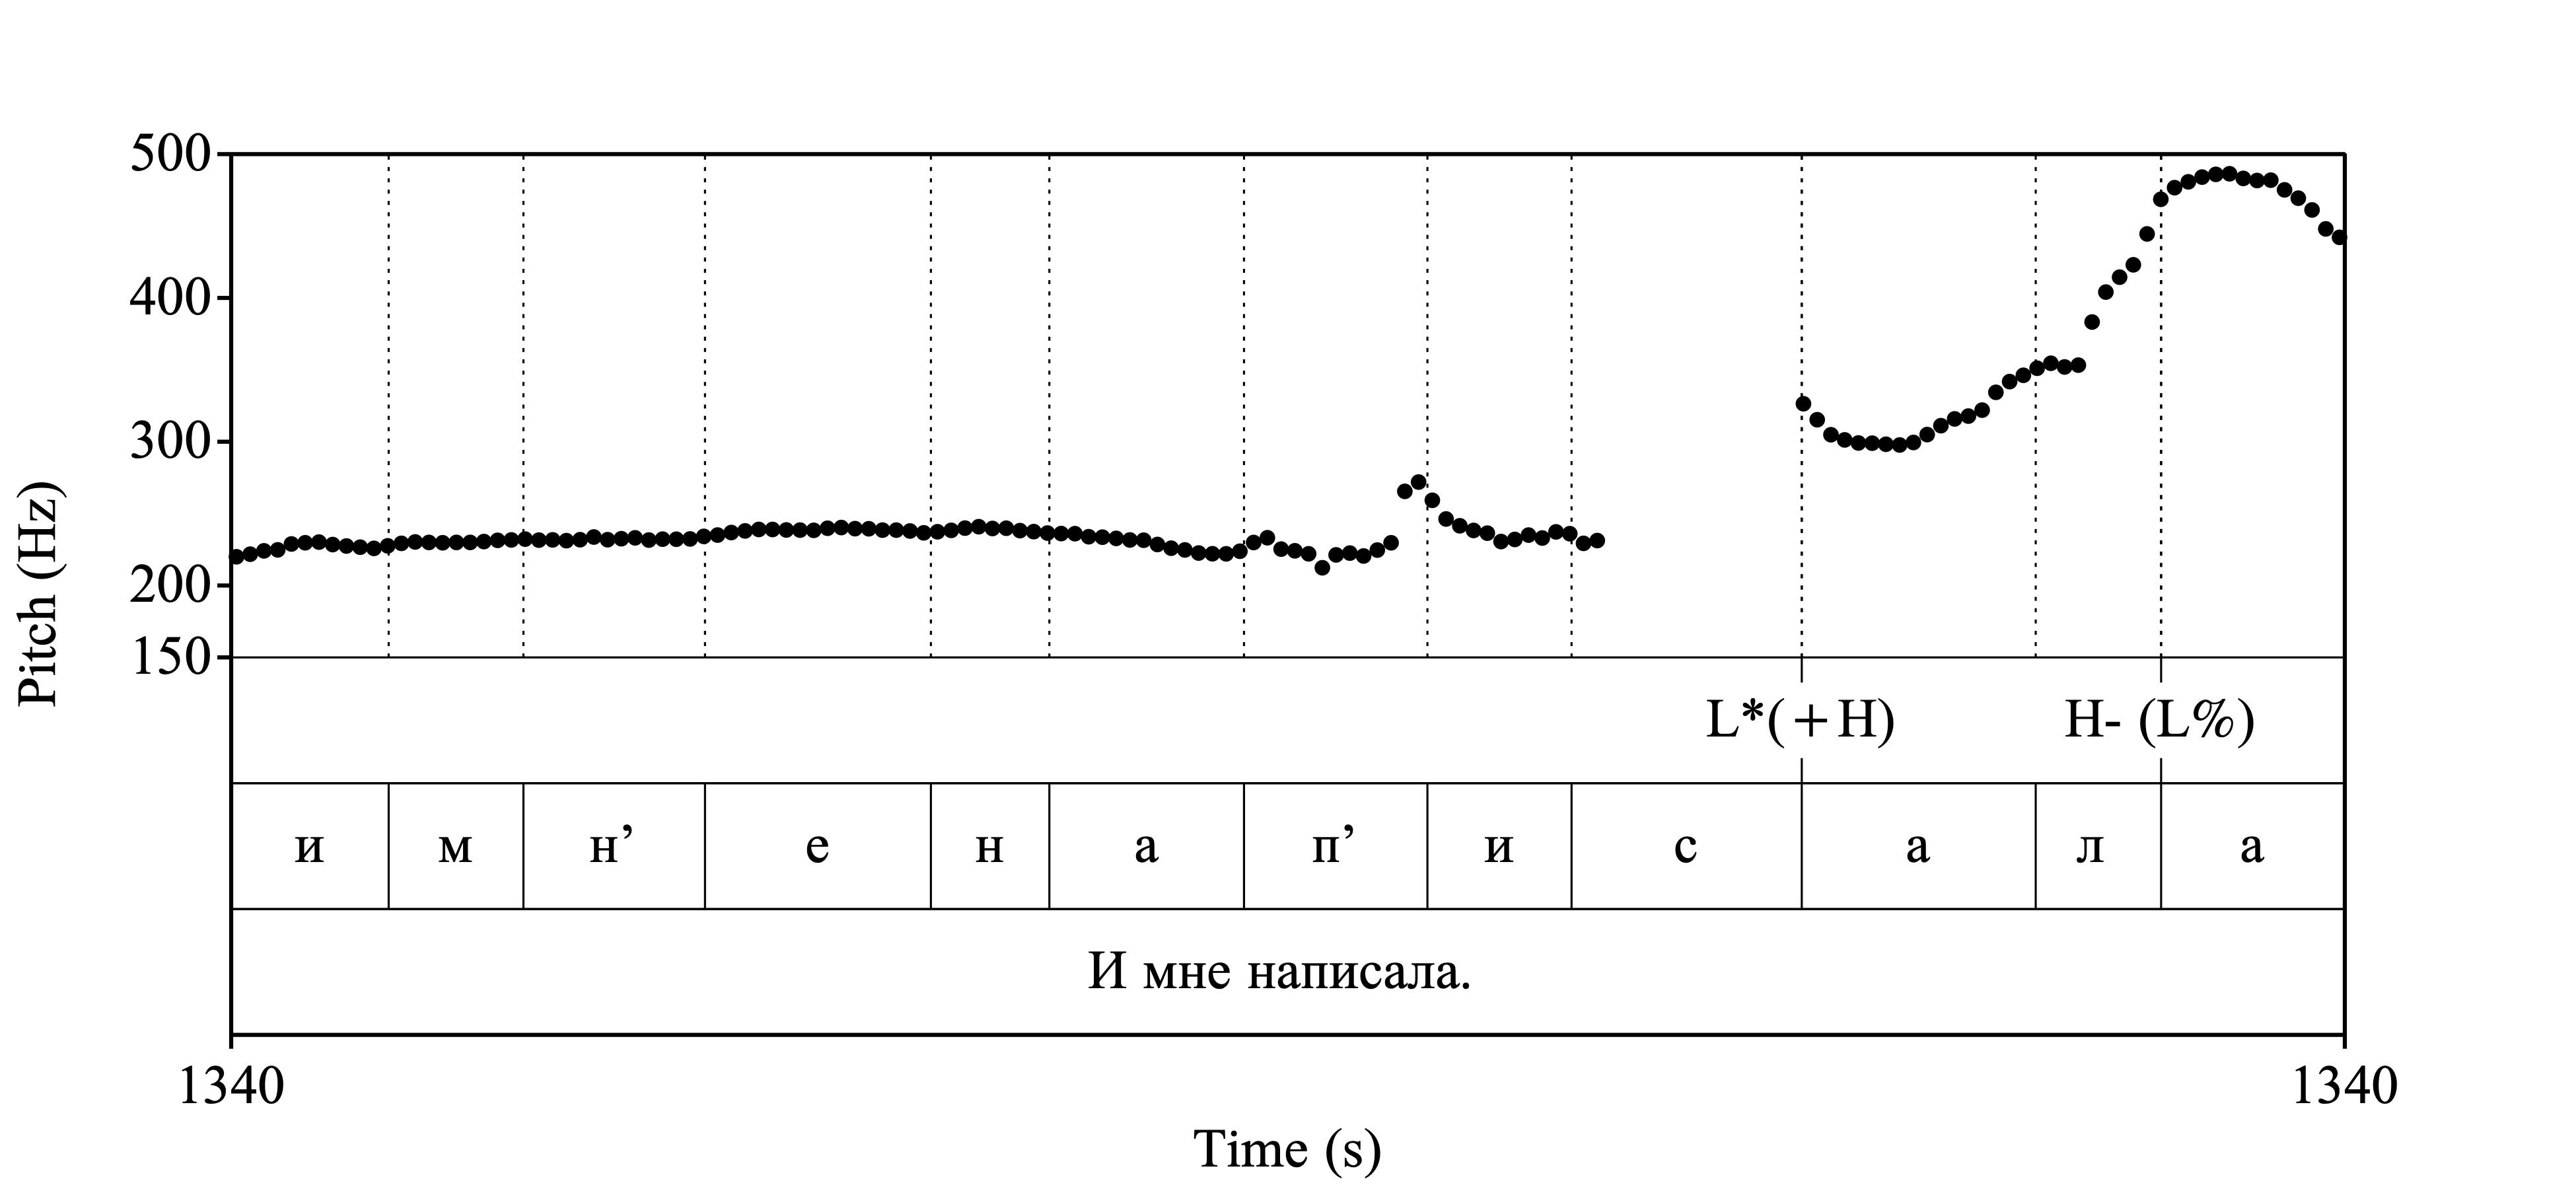 500
400
300
200
150
Pitch (Hz)
L*(+H) H- (L%)
и м н’ е н а п’ и с а л а
И мне написала.
1340 1340
Time (s)